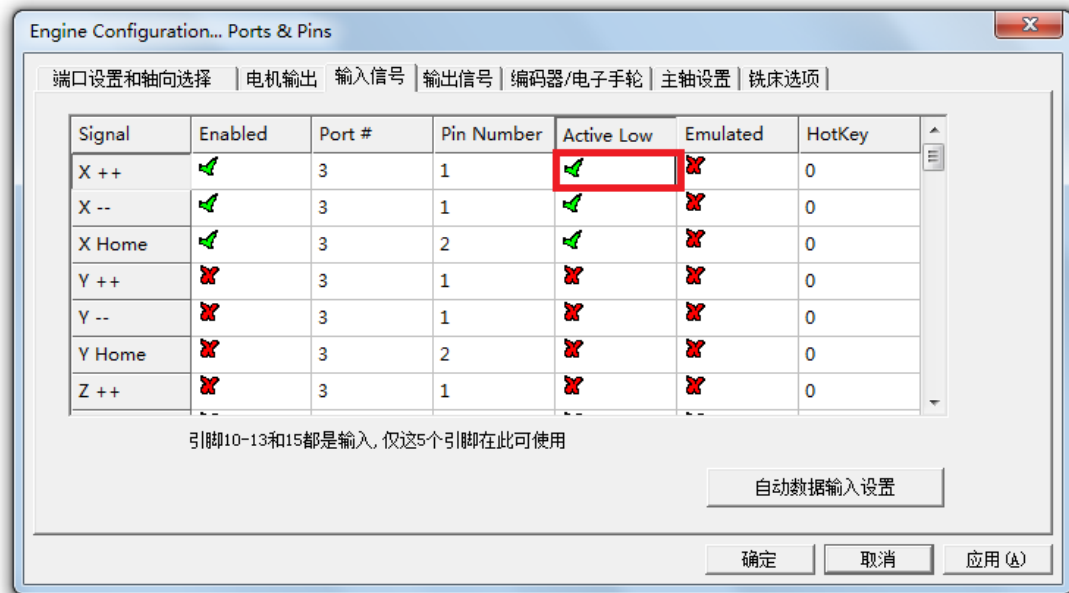 Engine Configuration... Ports & Pins
端口设置和轴向选择 电机输出 输入信号 输出信号 编码器/电子手轮 主轴设置 铣床选项
Signal Enabled Port # Pin Number Active Low Emulated HotKey
X ++ 3 1 0
X -- 3 1 0
X Home 3 2 0
Y ++ 3 1 0
Y -- 3 1 0
Y Home 3 2 0
Z ++ 3 1 0
引脚10-13和15都是输入,仅这5个引脚在此可使用
自动数据输入设置
确定 取消 应用(A)